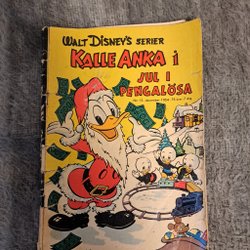 WALT DISNEY'S SERIER
KALLE ANKA i
JUL I
PENGALÖSA